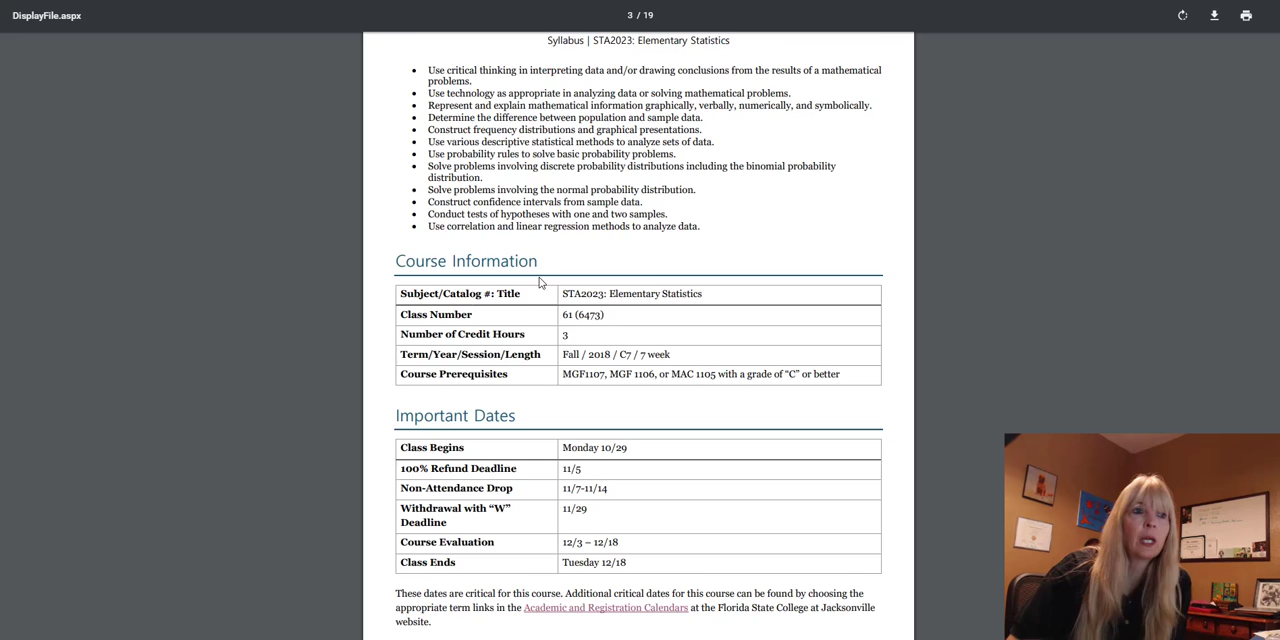 DisplayFile.aspx
3 / 19
Syllabus | STA2023: Elementary Statistics
• Use critical thinking in interpreting data and/or drawing conclusions from the results of a mathematical
problems.
• Use technology as appropriate in analyzing data or solving mathematical problems.
• Represent and explain mathematical information graphically, verbally, numerically, and symbolically.
• Determine the difference between population and sample data.
• Construct frequency distributions and graphical presentations.
• Use various descriptive statistical methods to analyze sets of data.
• Use probability rules to solve basic probability problems.
• Solve problems involving discrete probability distributions including the binomial probability
distribution.
• Solve problems involving the normal probability distribution.
• Construct confidence intervals from sample data.
• Conduct tests of hypotheses with one and two samples.
• Use correlation and linear regression methods to analyze data.
Course Information
Subject/Catalog #: Title STA2023: Elementary Statistics
Class Number 61 (6473)
Number of Credit Hours 3
Term/Year/Session/Length Fall / 2018 / C7 / 7 week
Course Prerequisites MGF1107, MGF 1106, or MAC 1105 with a grade of “C” or better
Important Dates
Class Begins Monday 10/29
100% Refund Deadline 11/5
Non-Attendance Drop 11/7-11/14
Withdrawal with “W” 11/29
Deadline
Course Evaluation 12/3 – 12/18
Class Ends Tuesday 12/18
These dates are critical for this course. Additional critical dates for this course can be found by choosing the
appropriate term links in the Academic and Registration Calendars at the Florida State College at Jacksonville
website.